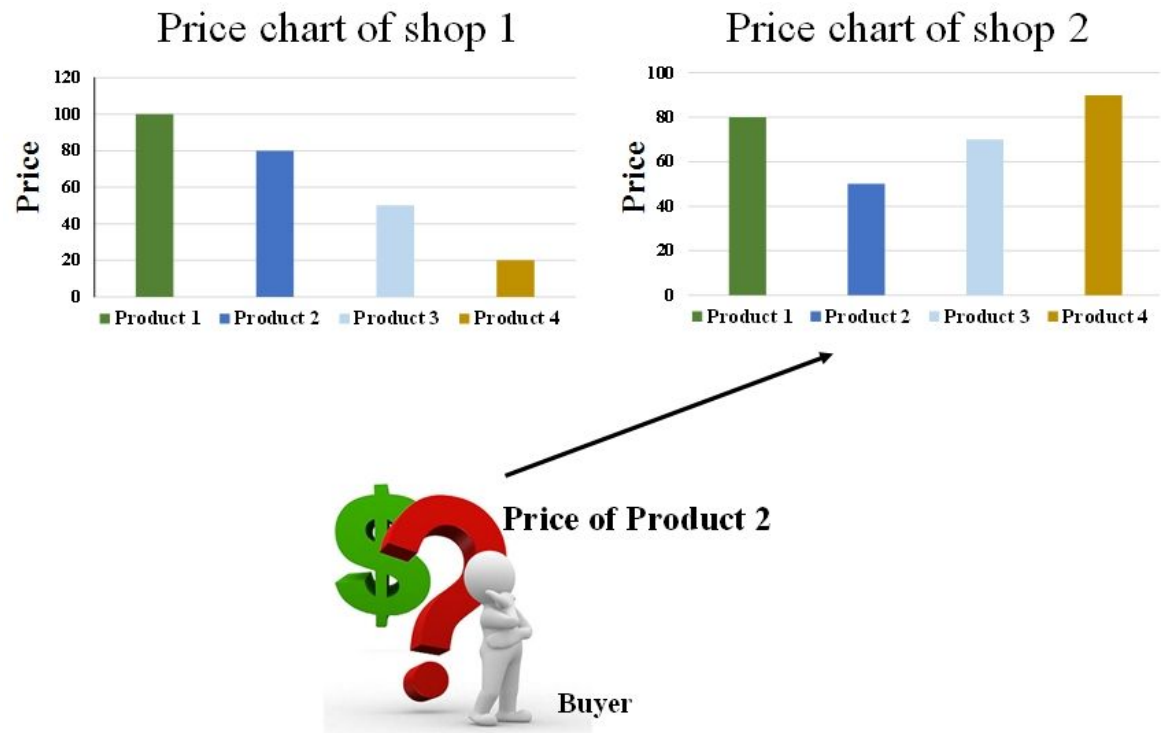 Price chart of shop 1
Price
120
100
80
60
40
20
0
Product 1 Product 2 Product 3 Product 4
Price chart of shop 2
Price
100
80
60
40
20
0
Product 1 Product 2 Product 3 Product 4
$ ?
Price of Product 2
Buyer